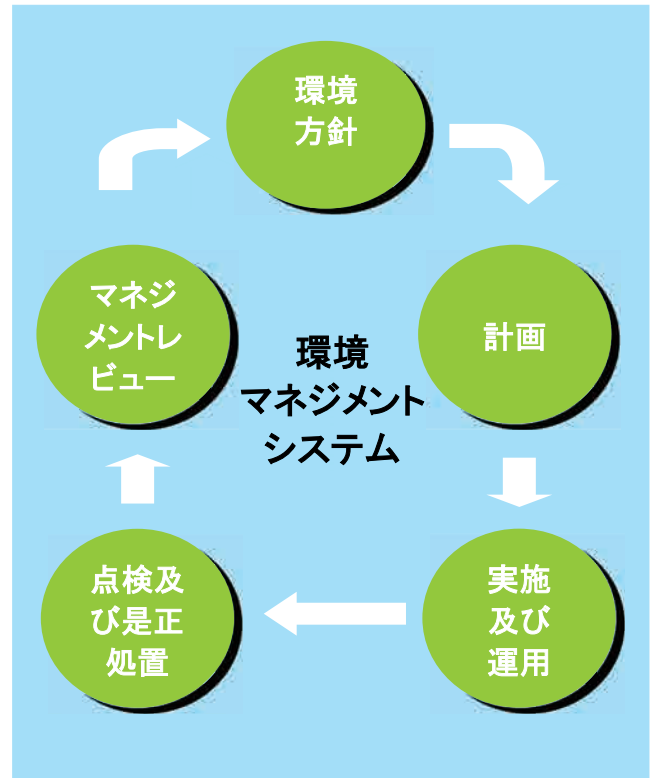 環境
方針
計画
実施
及び
運用
点検及
び是正
処置
マネジ
メントレ
ビュー
環境
マネジメント
システム